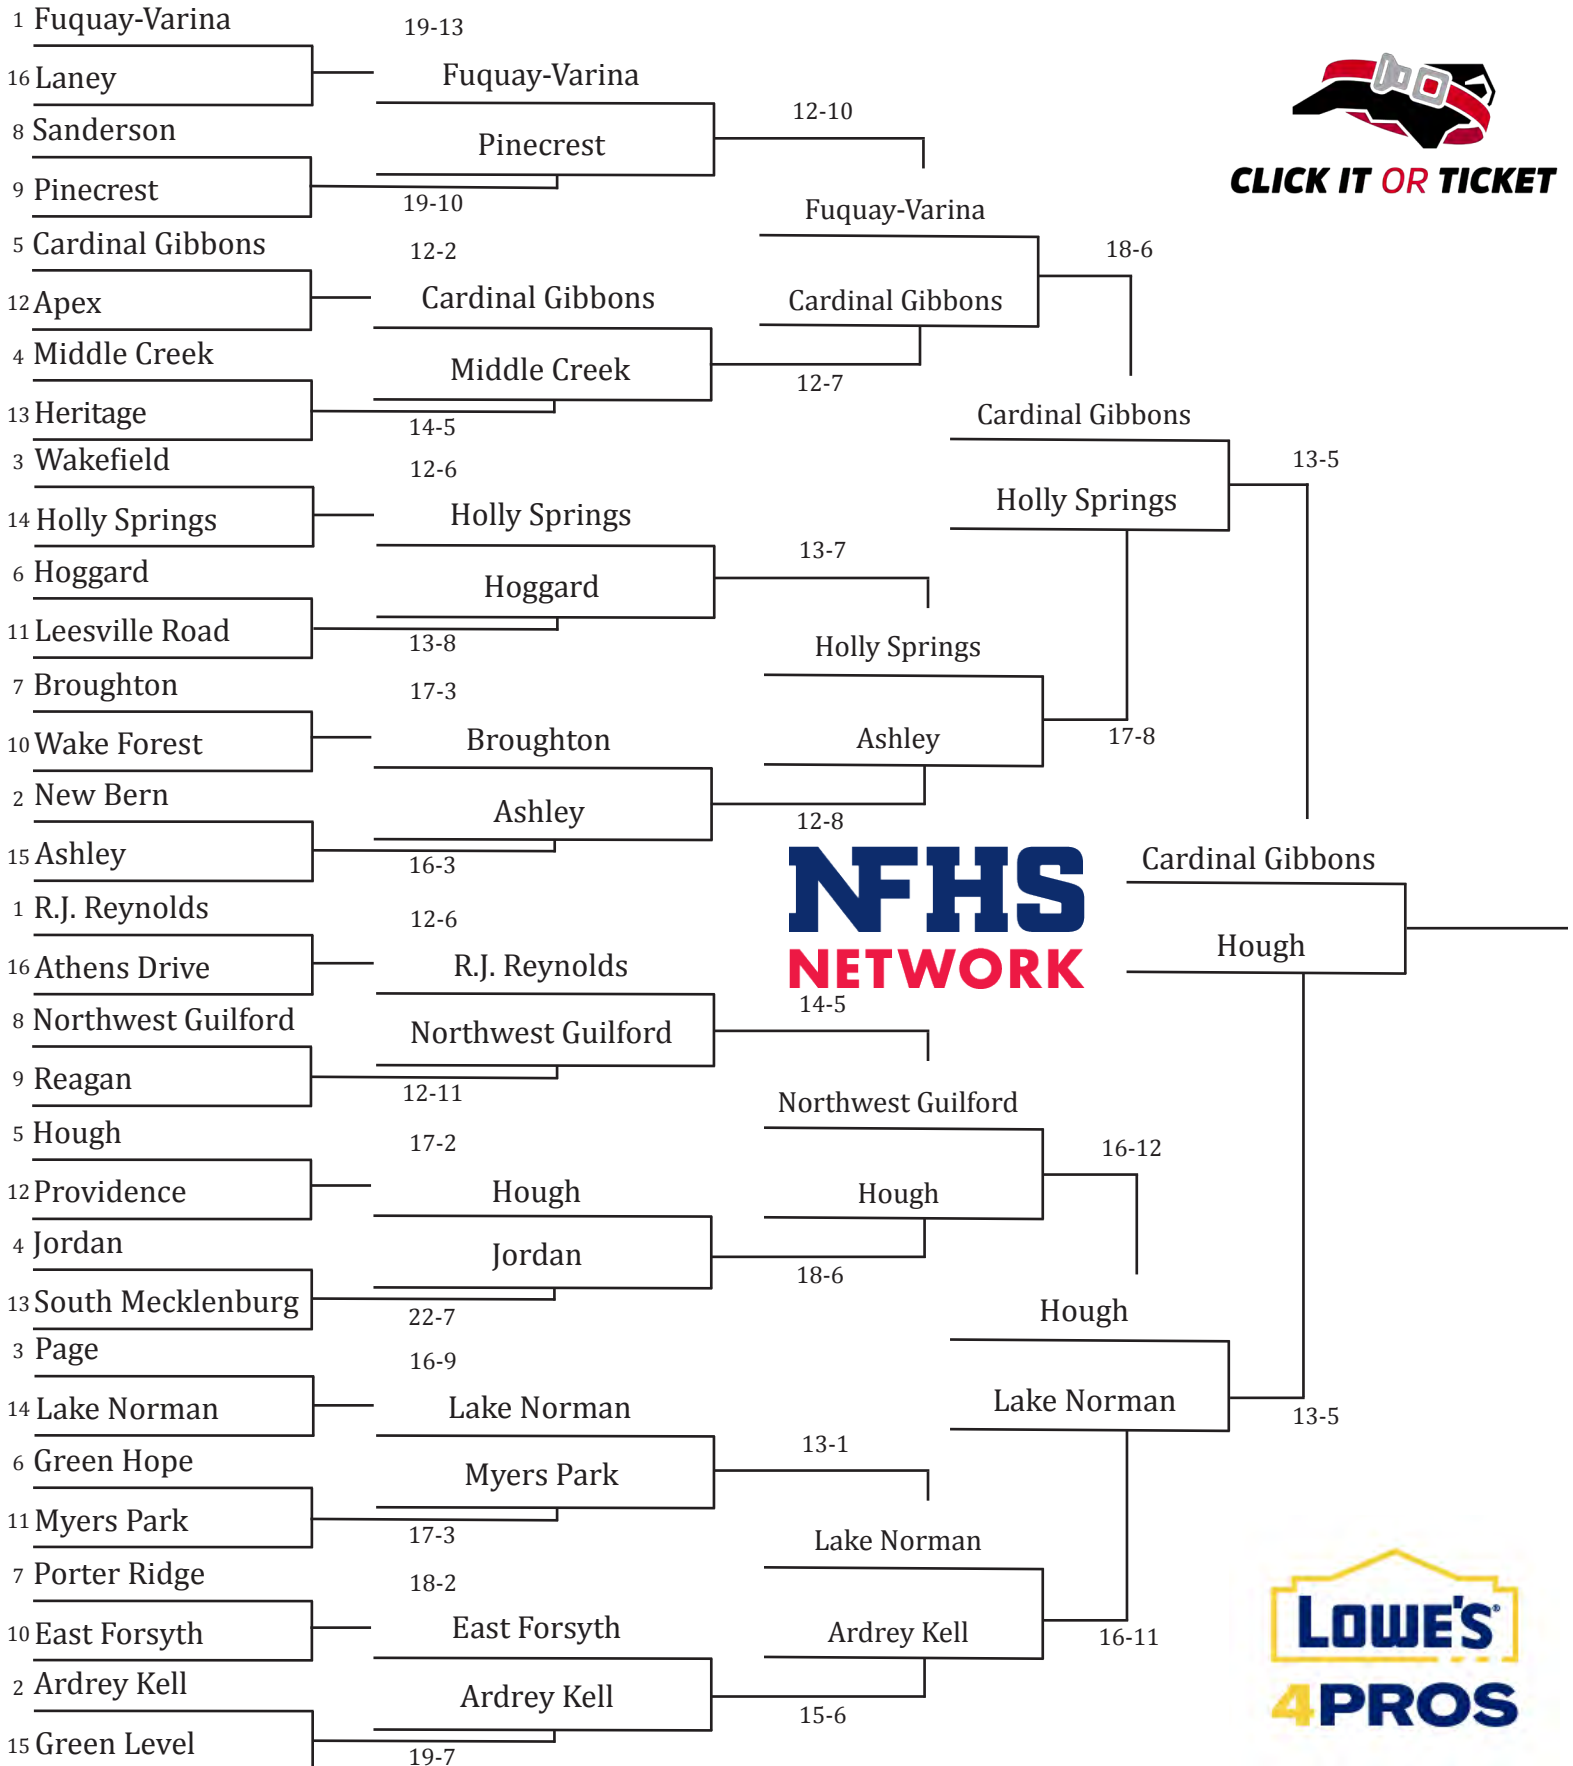 1 Fuquay-Varina
16 Laney
8 Sanderson
9 Pinecrest
5 Cardinal Gibbons
12 Apex
4 Middle Creek
13 Heritage
3 Wakefield
14 Holly Springs
6 Hoggard
11 Leesville Road
7 Broughton
10 Wake Forest
2 New Bern
15 Ashley
1 R.J. Reynolds
16 Athens Drive
8 Northwest Guilford
9 Reagan
5 Hough
12 Providence
4 Jordan
13 South Mecklenburg
3 Page
14 Lake Norman
6 Green Hope
11 Myers Park
7 Porter Ridge
10 East Forsyth
2 Ardrey Kell
15 Green Level
19-13
Fuquay-Varina
Pinecrest
19-10
12-2
Cardinal Gibbons
Middle Creek
14-5
12-6
Holly Springs
Hoggard
13-8
17-3
Broughton
Ashley
16-3
12-6
R.J. Reynolds
Northwest Guilford
12-11
17-2
Hough
Jordan
22-7
16-9
Lake Norman
Myers Park
17-3
18-2
East Forsyth
Ardrey Kell
19-7
12-10
Fuquay-Varina
Cardinal Gibbons
12-7
13-7
Holly Springs
Ashley
12-8
NFHS
NETWORK
14-5
Northwest Guilford
Hough
18-6
13-1
Lake Norman
Ardrey Kell
15-6
18-6
Cardinal Gibbons
Holly Springs
17-8
16-12
Hough
Lake Norman
16-11
13-5
Cardinal Gibbons
Hough
13-5
CLICK IT OR TICKET
LOWE'S®
4PROS